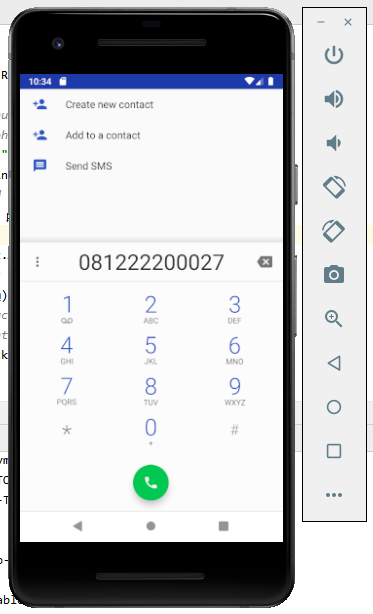 10:34
Create new contact
Add to a contact
Send SMS
081222200027
1 2 3
ABC DEF
4 5 6
GHI JKL MNO
7 8 9
PQRS TUV WXYZ
* 0 #
+